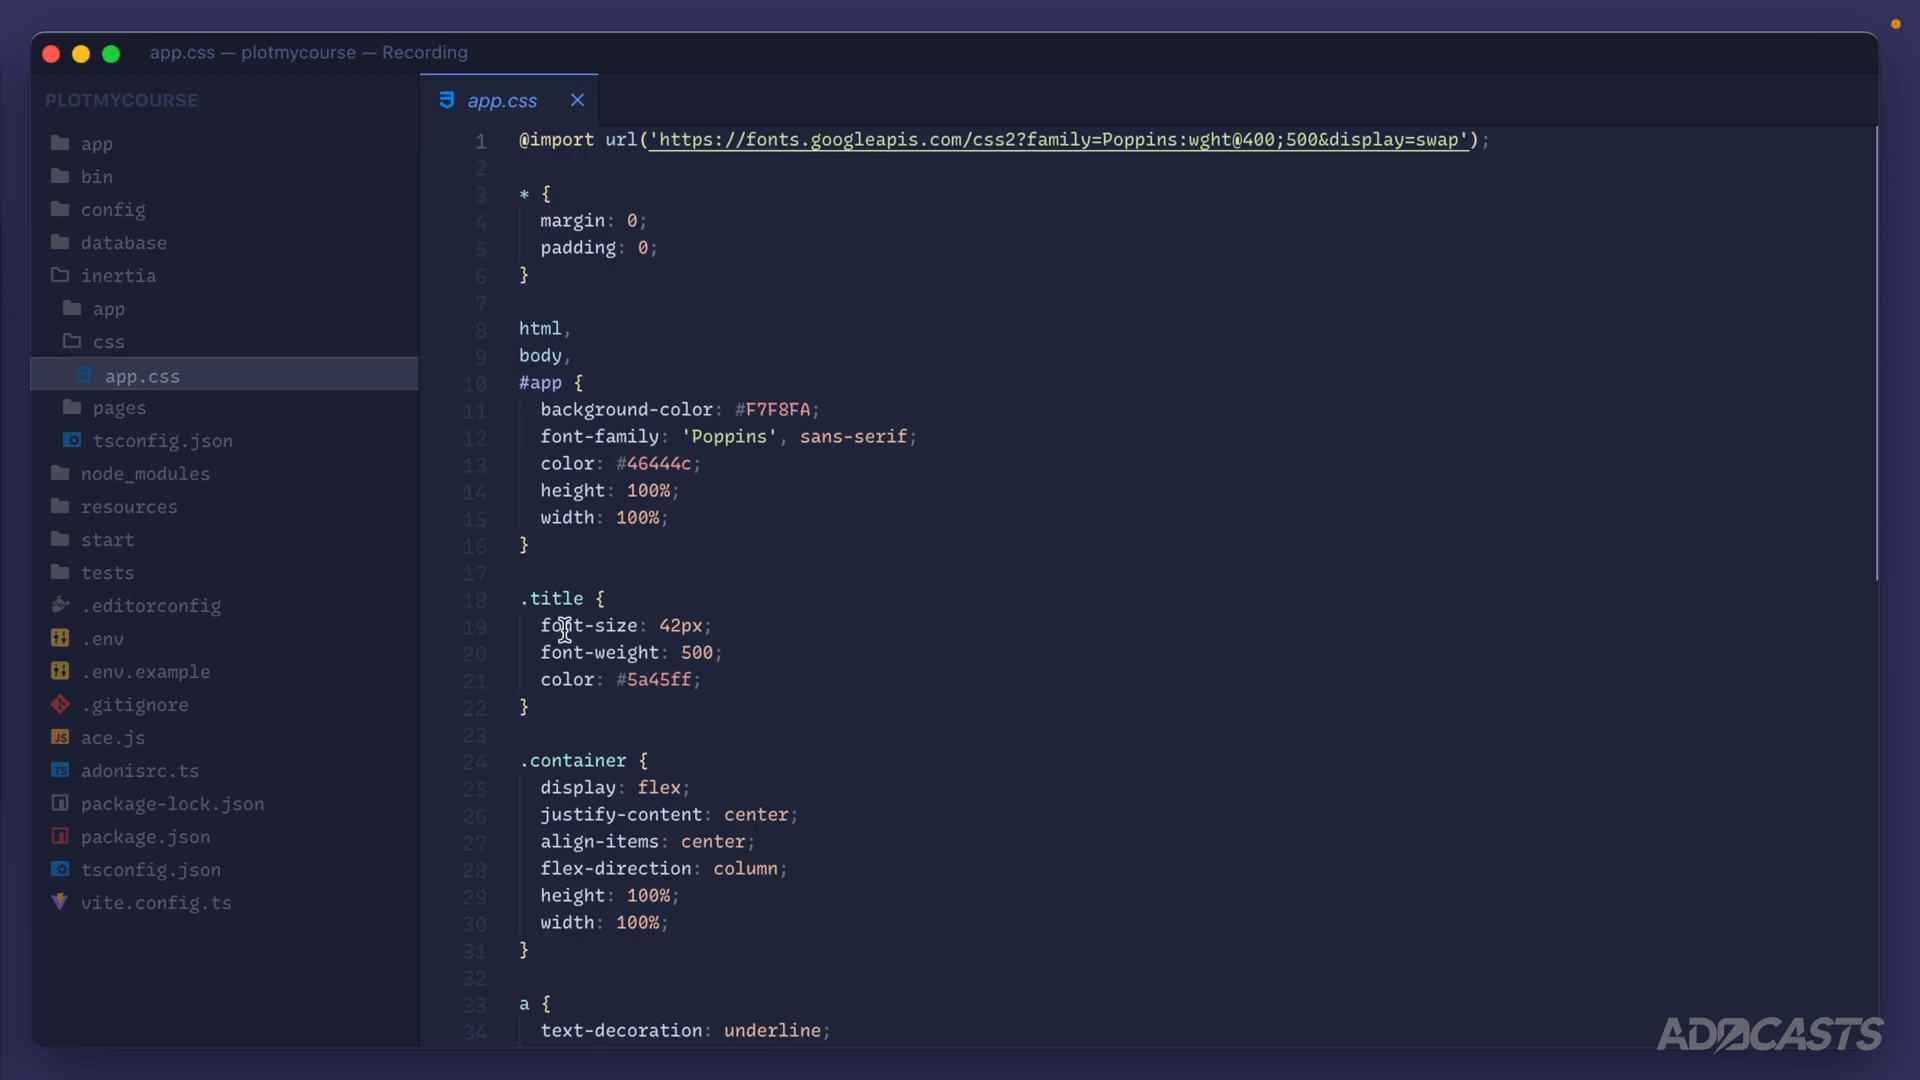 app.css — plotmycourse — Recording
PLOTMYCOURSE
app
bin
config
database
inertia
app
css
app.css
pages
tsconfig.json
node_modules
resources
start
tests
.editorconfig
.env
.env.example
.gitignore
ace.js
adonisrc.ts
package-lock.json
package.json
tsconfig.json
vite.config.ts
app.css
1 @import url('https://fonts.googleapis.com/css2?family=Poppins:wght@400;500&display=swap');
2
3 * {
4 margin: 0;
5 padding: 0;
6 }
7
8 html,
9 body,
10 #app {
11 background-color: #F7F8FA;
12 font-family: 'Poppins', sans-serif;
13 color: #46444c;
14 height: 100%;
15 width: 100%;
16 }
17
18 .title {
19 font-size: 42px;
20 font-weight: 500;
21 color: #5a45ff;
22 }
23
24 .container {
25 display: flex;
26 justify-content: center;
27 align-items: center;
28 flex-direction: column;
29 height: 100%;
30 width: 100%;
31 }
32
33 a {
34 text-decoration: underline;
ADOCASTS